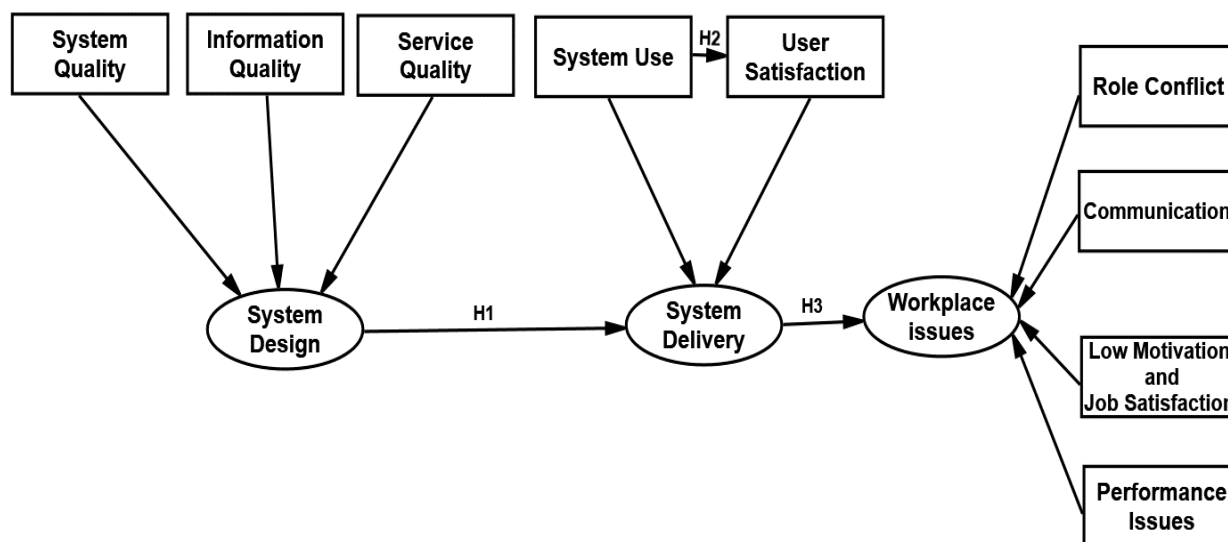 System
Quality
Information
Quality
Service
Quality
System Use
H2
User
Satisfaction
Role Conflict
Communication
System
Design
H1
System
Delivery
H3
Workplace
issues
Low Motivation
and
Job Satisfaction
Performance
Issues